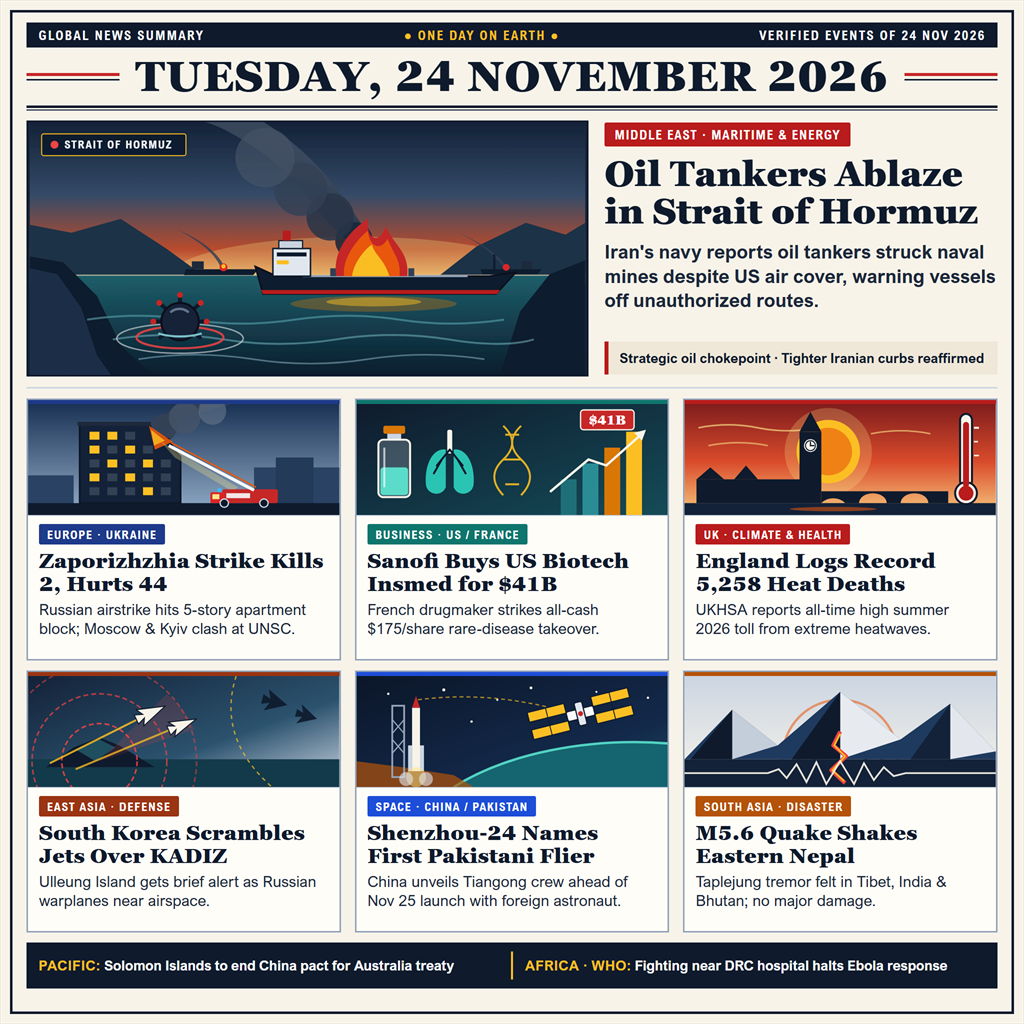 GLOBAL NEWS SUMMARY
• ONE DAY ON EARTH •
VERIFIED EVENTS OF 24 NOV 2026
TUESDAY, 24 NOVEMBER 2026
STRAIT OF HORMUZ
MIDDLE EAST · MARITIME & ENERGY
Oil Tankers Ablaze
in Strait of Hormuz
Iran's navy reports oil tankers struck naval
mines despite US air cover, warning vessels
off unauthorized routes.
Strategic oil chokepoint · Tighter Iranian curbs reaffirmed
EUROPE · UKRAINE
Zaporizhzhia Strike Kills
2, Hurts 44
Russian airstrike hits 5-story apartment
block; Moscow & Kyiv clash at UNSC.
$41B
BUSINESS · US / FRANCE
Sanofi Buys US Biotech
Insmed for $41B
French drugmaker strikes all-cash
$175/share rare-disease takeover.
UK · CLIMATE & HEALTH
England Logs Record
5,258 Heat Deaths
UKHSA reports all-time high summer
2026 toll from extreme heatwaves.
EAST ASIA · DEFENSE
South Korea Scrambles
Jets Over KADIZ
Ulleung Island gets brief alert as Russian
warplanes near airspace.
SPACE · CHINA / PAKISTAN
Shenzhou-24 Names
First Pakistani Flier
China unveils Tiangong crew ahead of
Nov 25 launch with foreign astronaut.
SOUTH ASIA · DISASTER
M5.6 Quake Shakes
Eastern Nepal
Taplejung tremor felt in Tibet, India &
Bhutan; no major damage.
PACIFIC: Solomon Islands to end China pact for Australia treaty
AFRICA · WHO: Fighting near DRC hospital halts Ebola response